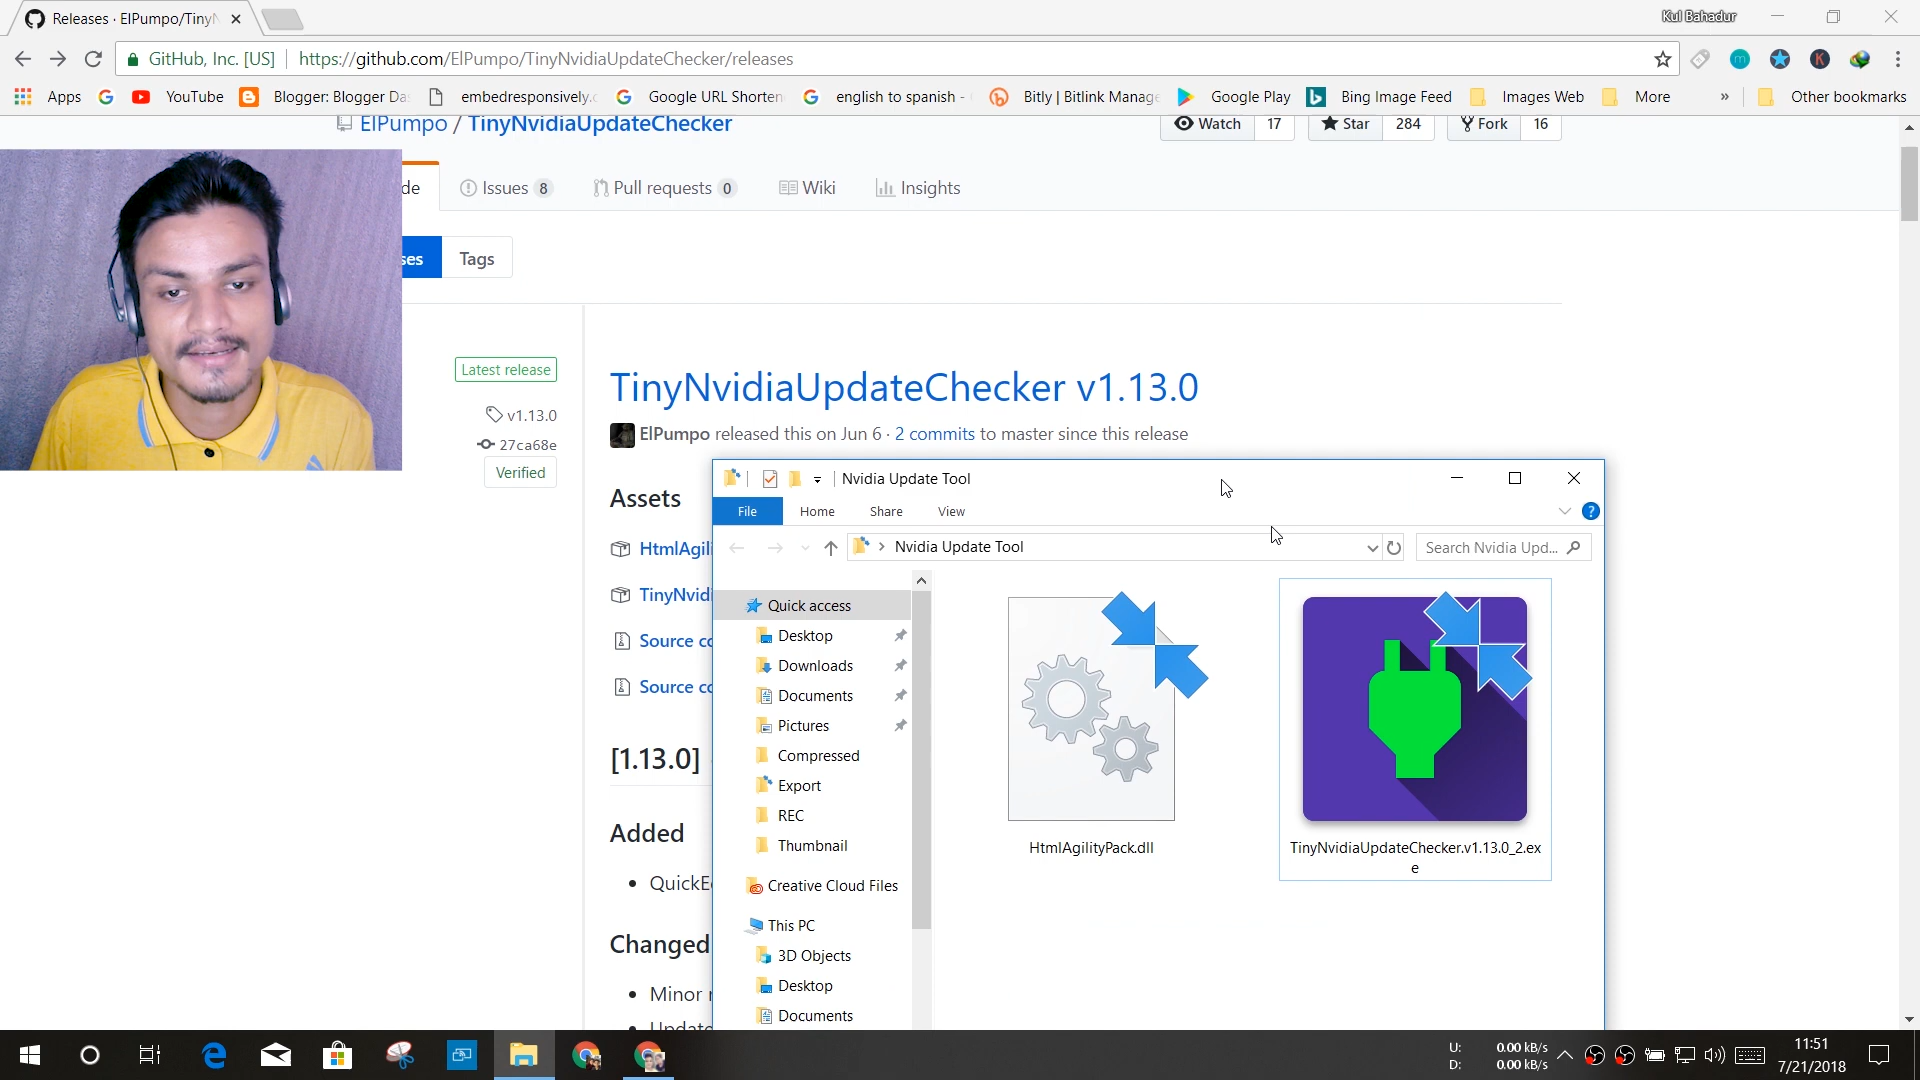 Releases · ElPumpo/TinyN
Kul Bahadur
GitHub, Inc. [US]
https://github.com/ElPumpo/TinyNvidiaUpdateChecker/releases
Apps
YouTube
Blogger: Blogger Da
embedresponsively.c
Google URL Shorten
english to spanish -
Bitly | Bitlink Manage
Google Play
Bing Image Feed
Images Web
More
»
Other bookmarks
ElPumpo / TinyNvidiaUpdateChecker
Watch 17
Star 284
Fork 16
de
Issues 8
Pull requests 0
Wiki
Insights
ses
Tags
Latest release
v1.13.0
27ca68e
Verified
TinyNvidiaUpdateChecker v1.13.0
ElPumpo released this on Jun 6 · 2 commits to master since this release
Assets
HtmlAgili
TinyNvidi
Source co
Source co
[1.13.0]
Added
QuickE
Changed
Minor r
Update
Nvidia Update Tool
File
Home
Share
View
Nvidia Update Tool
Search Nvidia Upd...
Quick access
Desktop
Downloads
Documents
Pictures
Compressed
Export
REC
Thumbnail
Creative Cloud Files
This PC
3D Objects
Desktop
Documents
HtmlAgilityPack.dll
TinyNvidiaUpdateChecker.v1.13.0_2.ex
e
U: 0.00 kB/s
D: 0.00 kB/s
11:51
7/21/2018